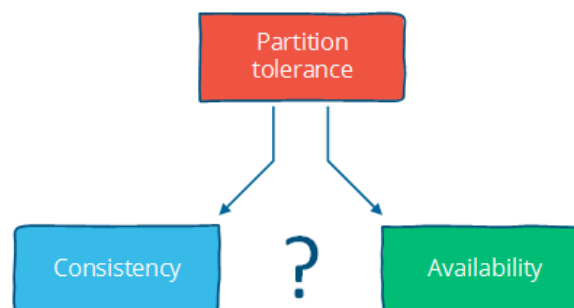 Partition
tolerance
Consistency
?
Availability